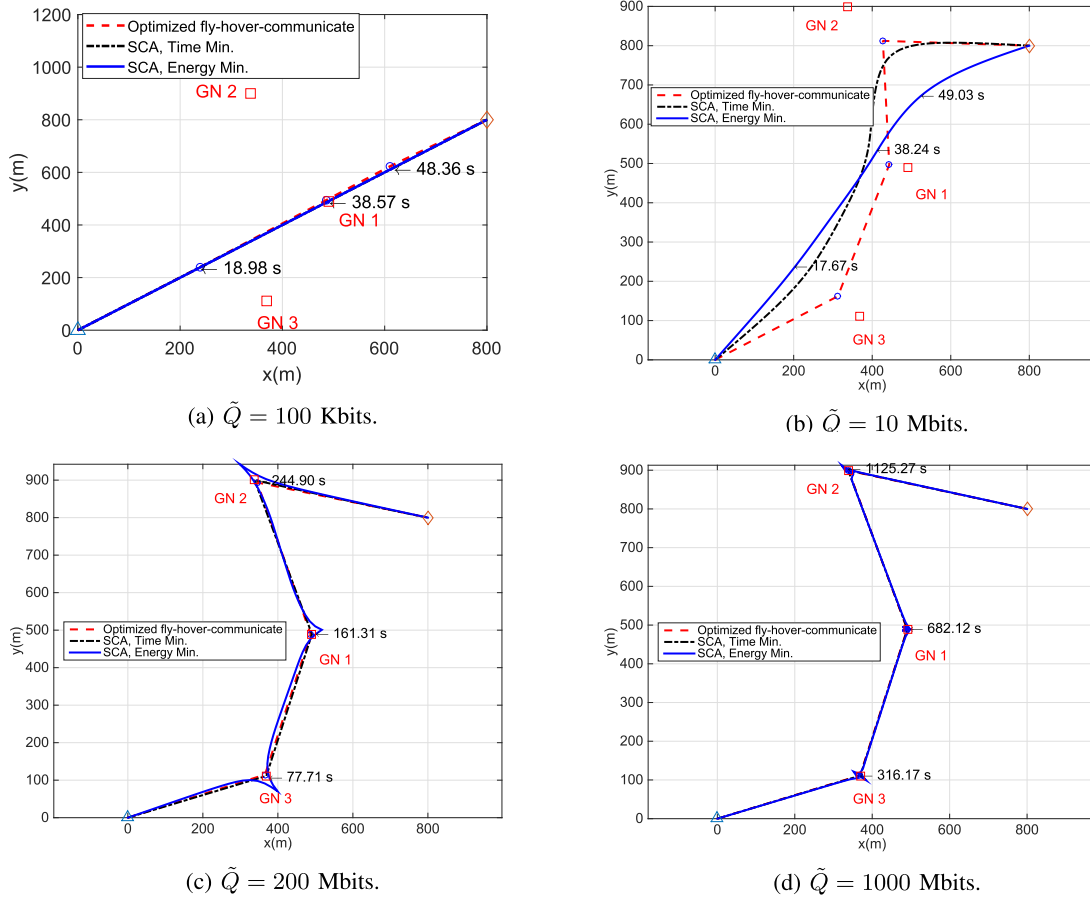 1200
1000
800
600
400
200
0
y(m)
Optimized fly-hover-communicate
SCA, Time Min.
SCA, Energy Min.
GN 2
48.36 s
38.57 s
GN 1
18.98 s
GN 3
0 200 400 600 800
x(m)
(a) Q̃ = 100 Kbits.
900
800
700
600
500
400
300
200
100
0
y(m)
GN 2
Optimized fly-hover-communicate
SCA, Time Min.
SCA, Energy Min.
49.03 s
38.24 s
GN 1
17.67 s
GN 3
0 200 400 600 800
x(m)
(b) Q̃ = 10 Mbits.
900
800
700
600
500
400
300
200
100
0
y(m)
244.90 s
GN 2
Optimized fly-hover-communicate
SCA, Time Min.
SCA, Energy Min.
161.31 s
GN 1
77.71 s
GN 3
0 200 400 600 800
x(m)
(c) Q̃ = 200 Mbits.
900
800
700
600
500
400
300
200
100
0
y(m)
1125.27 s
GN 2
Optimized fly-hover-communicate
SCA, Time Min.
SCA, Energy Min.
682.12 s
GN 1
316.17 s
GN 3
0 200 400 600 800
x(m)
(d) Q̃ = 1000 Mbits.